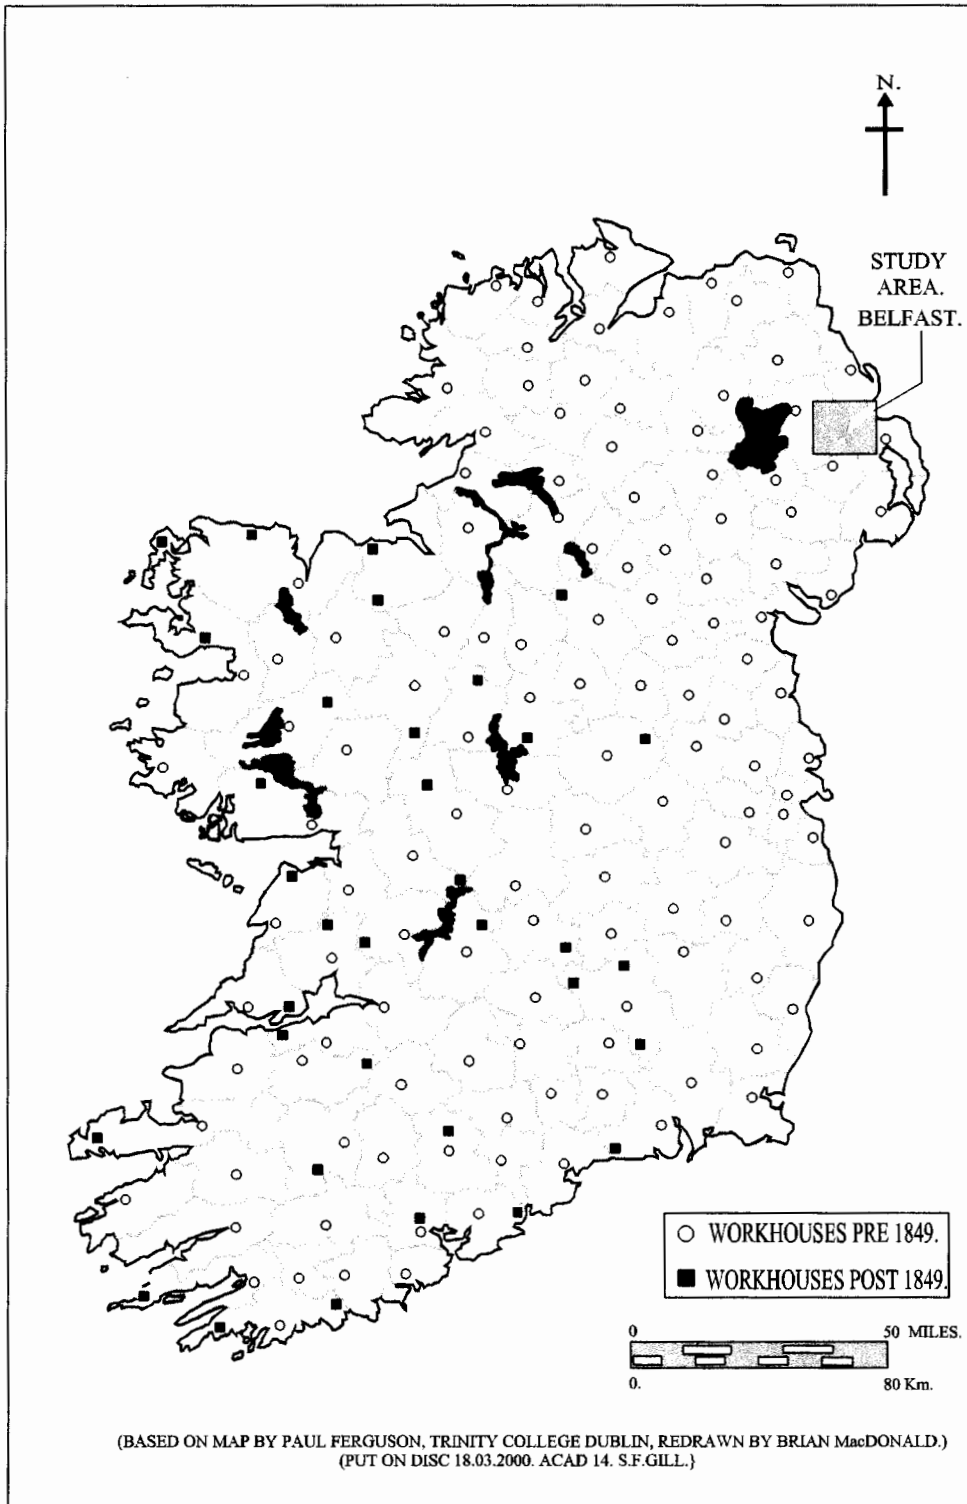 N.
STUDY
AREA.
BELFAST.
WORKHOUSES PRE 1849.
WORKHOUSES POST 1849.
0 50 MILES.
0. 80 Km.
(BASED ON MAP BY PAUL FERGUSON, TRINITY COLLEGE DUBLIN, REDRAWN BY BRIAN MacDONALD.)
(PUT ON DISC 18.03.2000. ACAD 14. S.F.GILL.}